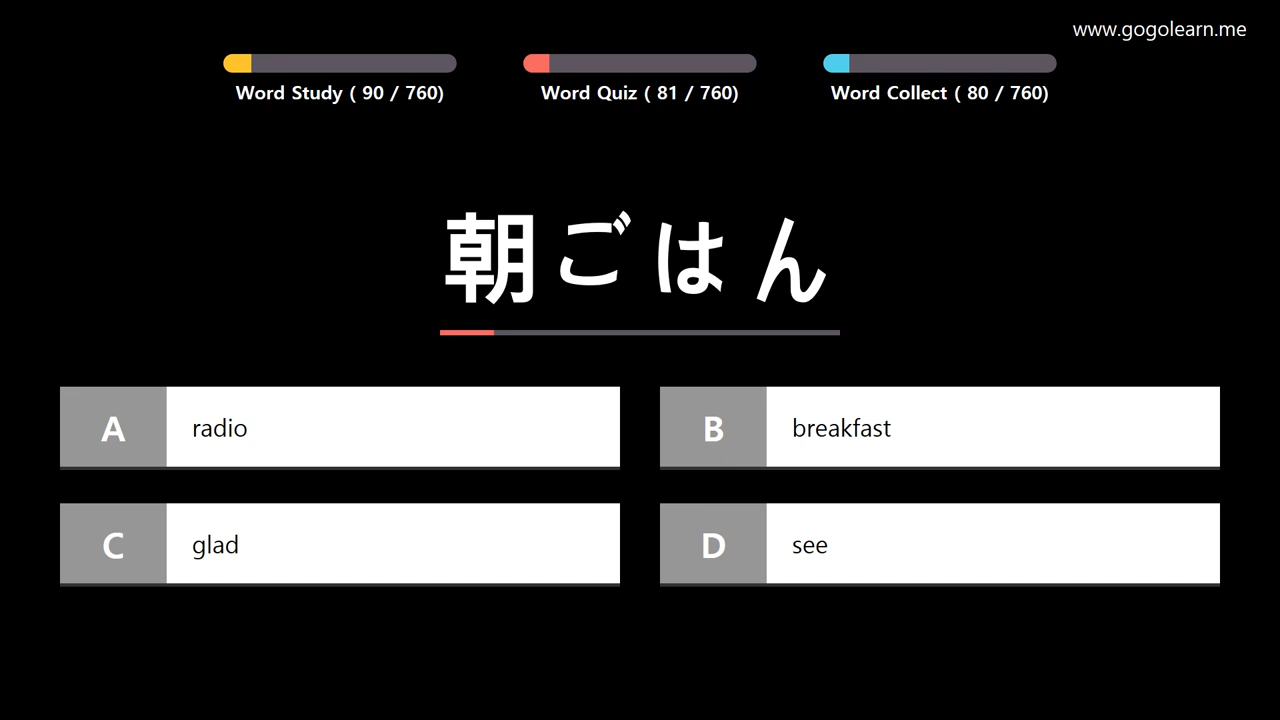 www.gogolearn.me
Word Study ( 90 / 760)
Word Quiz ( 81 / 760)
Word Collect ( 80 / 760)
朝ごはん
A radio
B breakfast
C glad
D see